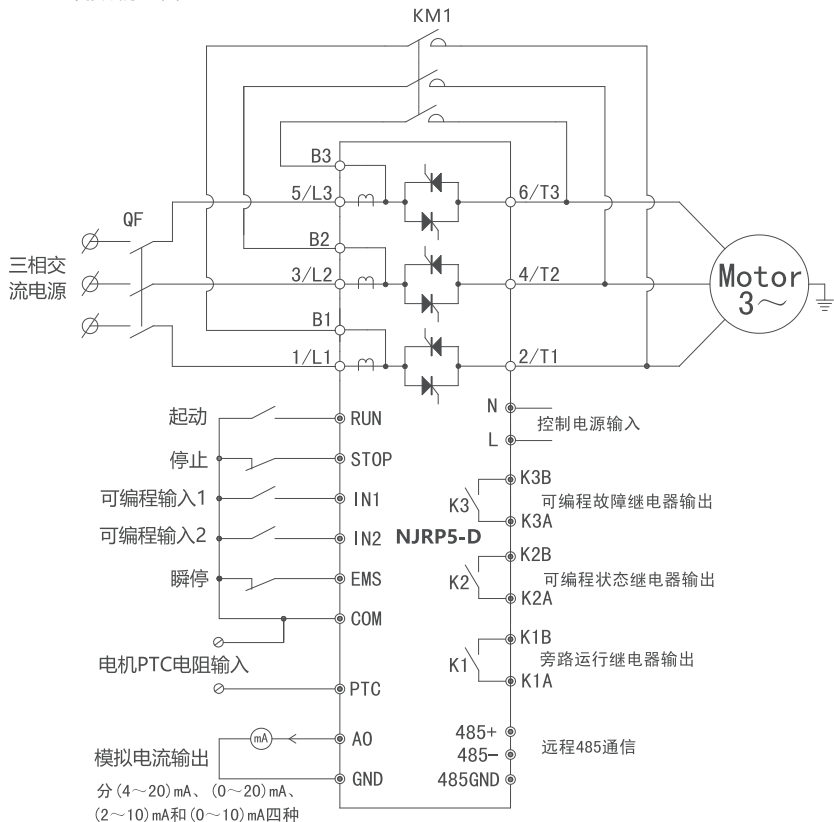 KM1
B3
5/L3
6/T3
QF
B2
三相交
流电源
3/L2
4/T2
Motor
3～
B1
1/L1
2/T1
起动
RUN
N
控制电源输入
L
停止
STOP
可编程输入1
IN1
K3B
K3
可编程故障继电器输出
K3A
可编程输入2
IN2
NJRP5-D
K2B
瞬停
EMS
K2
可编程状态继电器输出
K2A
COM
K1B
电机PTC电阻输入
K1
旁路运行继电器输出
K1A
PTC
485+
mA
AO
远程485通信
模拟电流输出
485-
GND
485GND
分(4～20)mA、(0～20)mA、
(2～10)mA和(0～10)mA四种